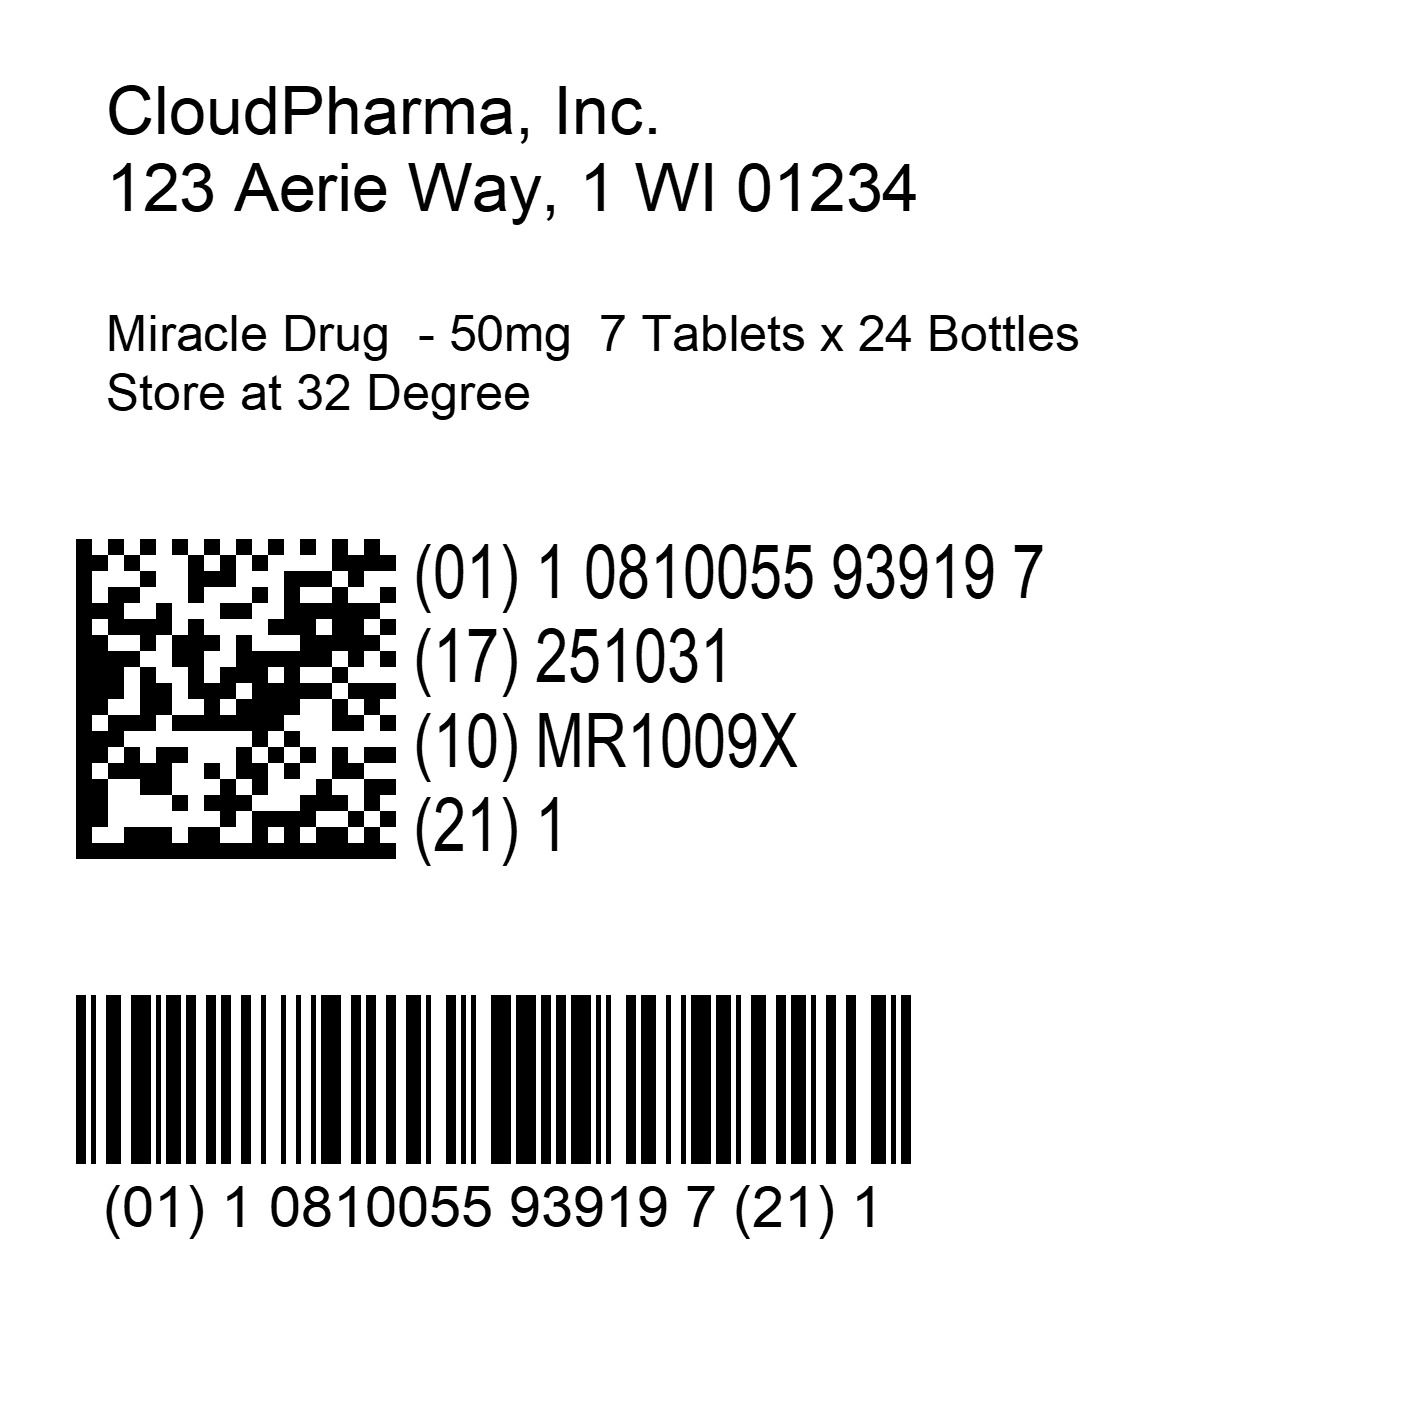 CloudPharma, Inc.
123 Aerie Way, 1 WI 01234
Miracle Drug  - 50mg  7 Tablets x 24 Bottles
Store at 32 Degree
(01) 1 0810055 93919 7
(17) 251031
(10) MR1009X
(21) 1
(01) 1 0810055 93919 7 (21) 1